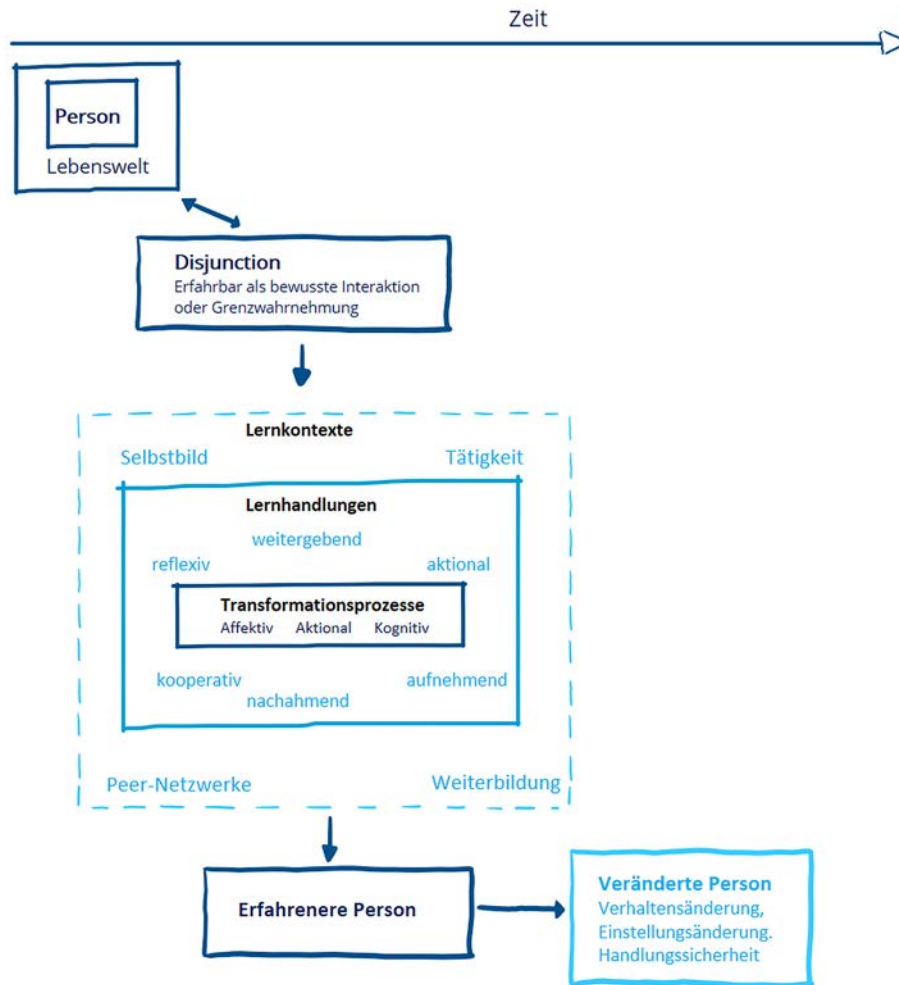 Zeit
Person
Lebenswelt
Disjunction
Erfahrbar als bewusste Interaktion
oder Grenzwahrnehmung
Lernkontexte
Selbstbild
Tätigkeit
Lernhandlungen
weitergebend
reflexiv
aktional
Transformationsprozesse
Affektiv Aktional Kognitiv
kooperativ
aufnehmend
nachahmend
Peer-Netzwerke
Weiterbildung
Erfahrenere Person
Veränderte Person
Verhaltensänderung,
Einstellungsänderung.
Handlungssicherheit